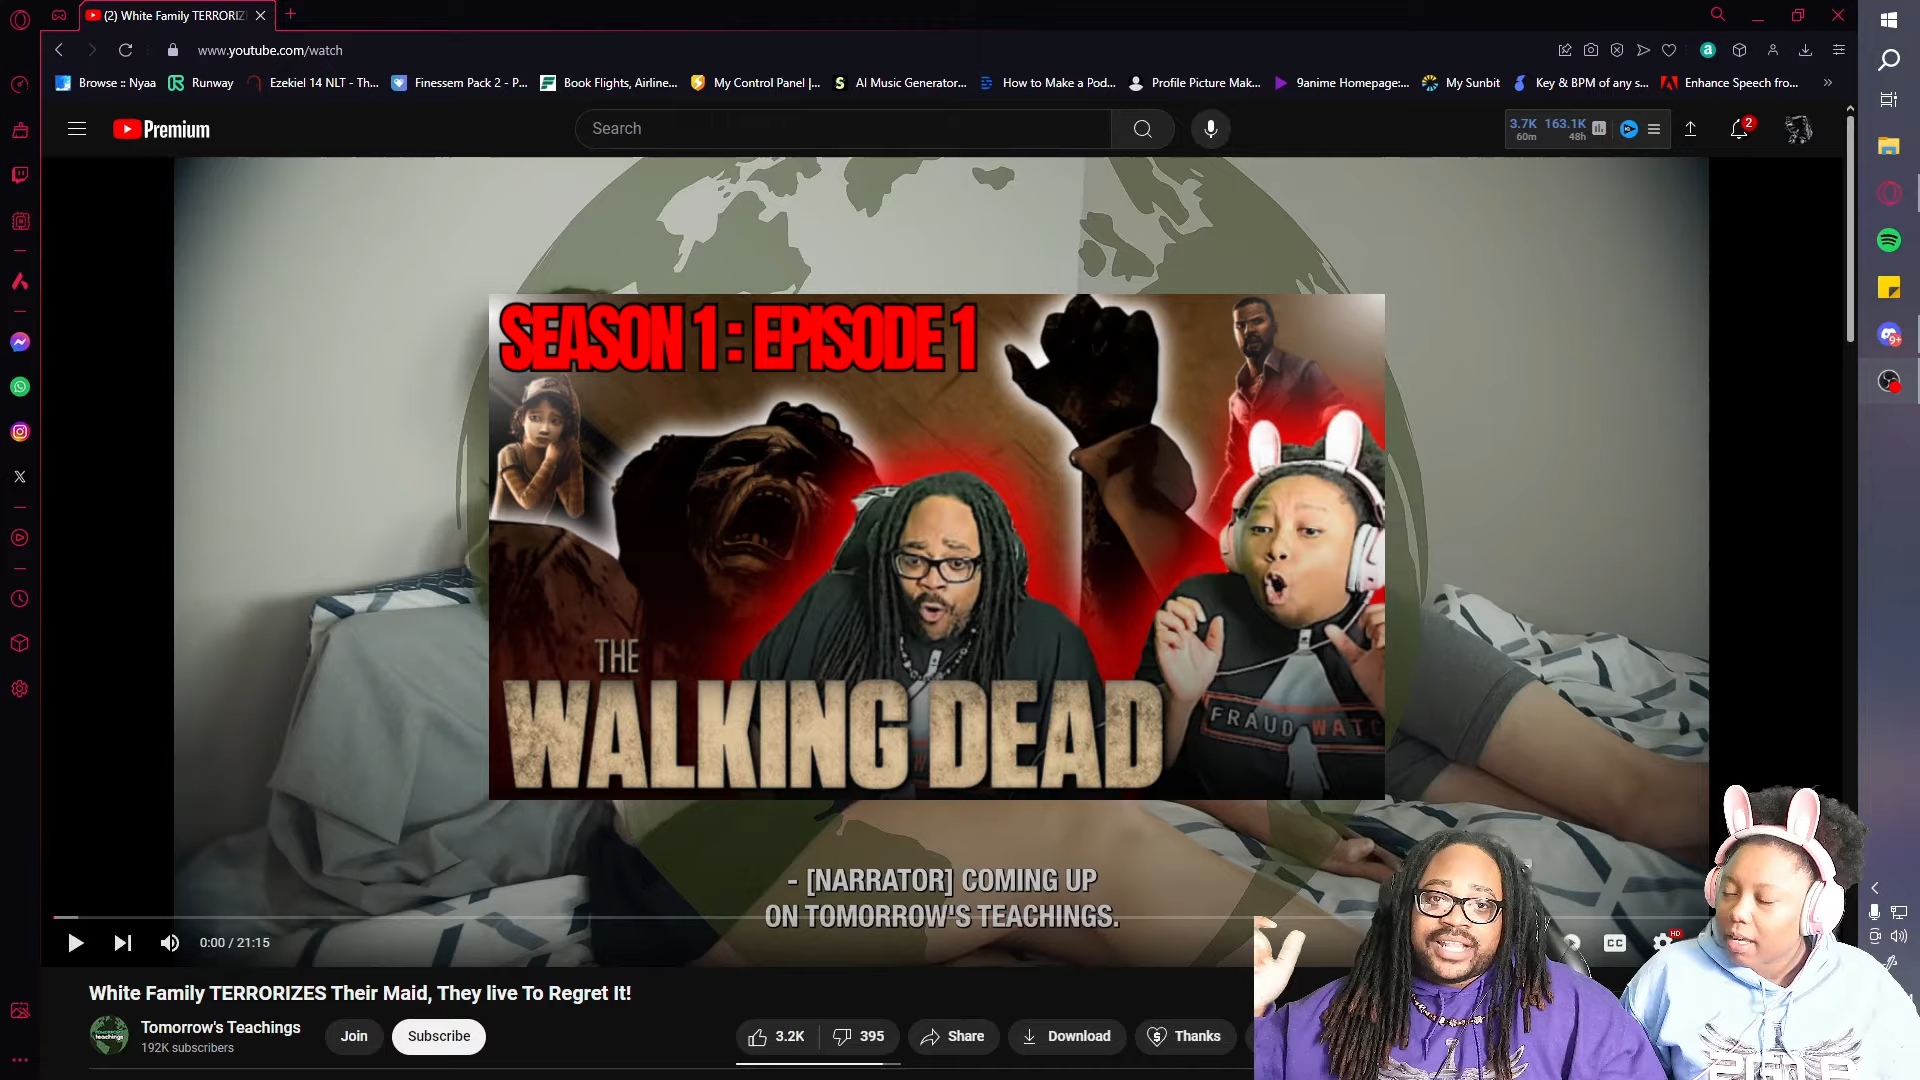 (2) White Family TERRORIZ
www.youtube.com/watch
Browse :: Nyaa
Runway
Ezekiel 14 NLT - Th...
Finessem Pack 2 - P...
Book Flights, Airline...
My Control Panel |...
AI Music Generator...
How to Make a Pod...
Profile Picture Mak...
9anime Homepage:...
My Sunbit
Key & BPM of any s...
Enhance Speech fro...
Premium
Search
3.7K 163.1K
60m 48h
2
9+
SEASON 1 : EPISODE 1
THE
WALKING DEAD
FRAUD WATC
- [NARRATOR] COMING UP
ON TOMORROW'S TEACHINGS.
0:00 / 21:15
CC
HD
White Family TERRORIZES Their Maid, They live To Regret It!
Tomorrow's Teachings
192K subscribers
Join
Subscribe
3.2K
395
Share
Download
Thanks